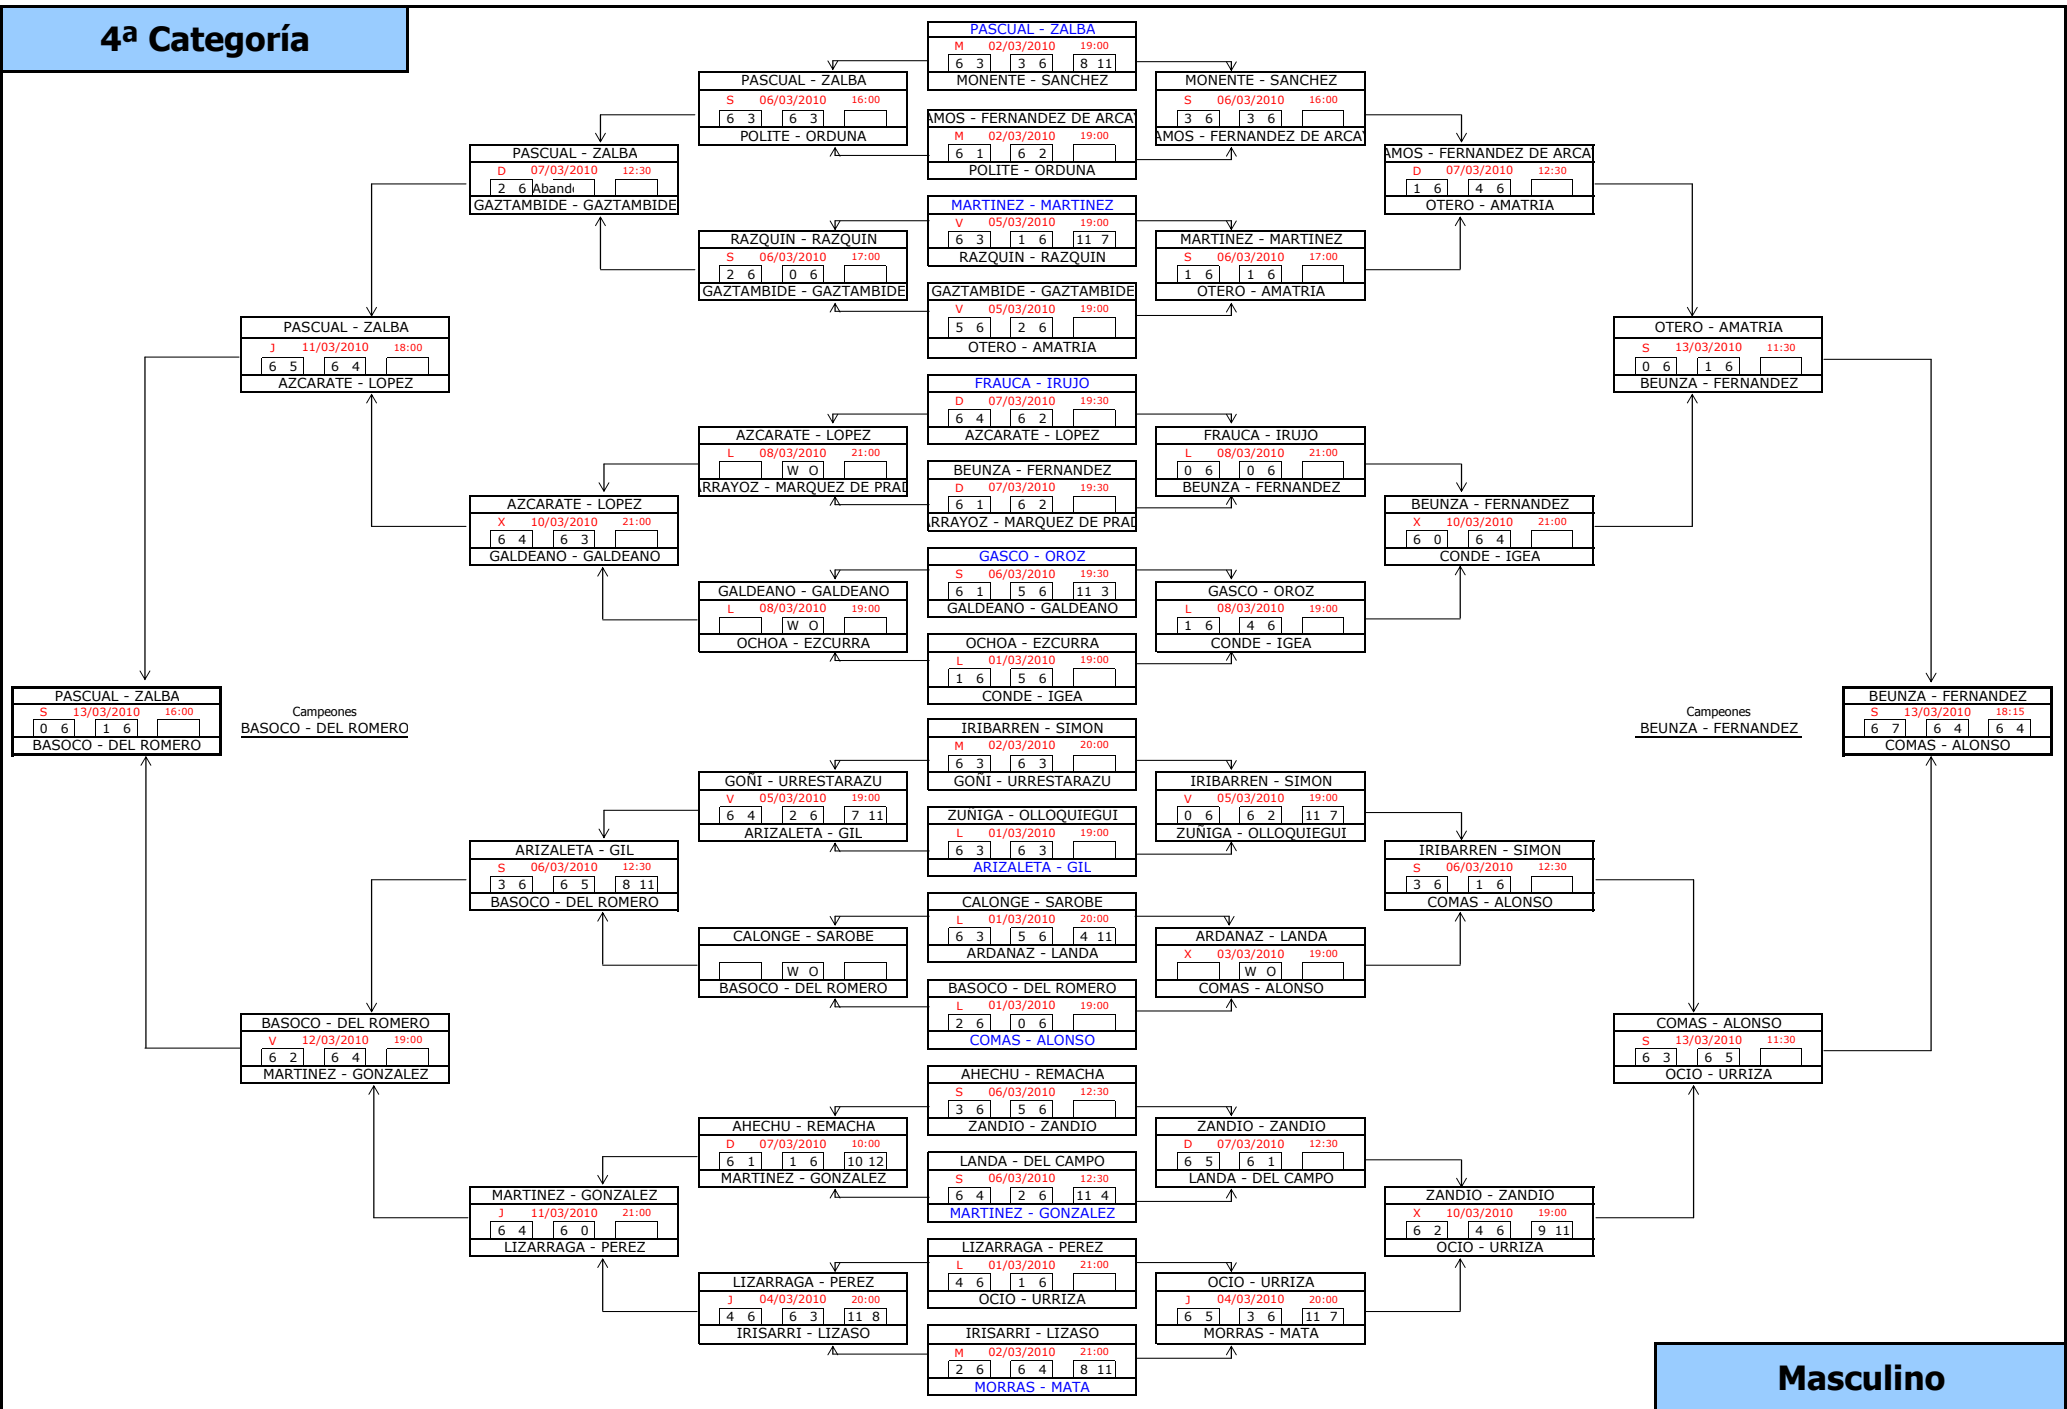 4ª Categoría
PASCUAL - ZALBA
M 02/03/2010 19:00
6 3 3 6 8 11
MONENTE - SANCHEZ
PASCUAL - ZALBA
S 06/03/2010 16:00
6 3 6 3
POLITE - ORDUNA
MONENTE - SANCHEZ
S 06/03/2010 16:00
3 6 3 6
AMOS - FERNANDEZ DE ARCAY
AMOS - FERNANDEZ DE ARCAY
M 02/03/2010 19:00
6 1 6 2
POLITE - ORDUNA
PASCUAL - ZALBA
D 07/03/2010 12:30
2 6 Abando
GAZTAMBIDE - GAZTAMBIDE
AMOS - FERNANDEZ DE ARCA
D 07/03/2010 12:30
1 6 4 6
OTERO - AMATRIA
MARTINEZ - MARTINEZ
V 05/03/2010 19:00
6 3 1 6 11 7
RAZQUIN - RAZQUIN
RAZQUIN - RAZQUIN
S 06/03/2010 17:00
2 6 0 6
GAZTAMBIDE - GAZTAMBIDE
MARTINEZ - MARTINEZ
S 06/03/2010 17:00
1 6 1 6
OTERO - AMATRIA
GAZTAMBIDE - GAZTAMBIDE
V 05/03/2010 19:00
5 6 2 6
OTERO - AMATRIA
PASCUAL - ZALBA
J 11/03/2010 18:00
6 5 6 4
AZCARATE - LOPEZ
OTERO - AMATRIA
S 13/03/2010 11:30
0 6 1 6
BEUNZA - FERNANDEZ
FRAUCA - IRUJO
D 07/03/2010 19:30
6 4 6 2
AZCARATE - LOPEZ
AZCARATE - LOPEZ
L 08/03/2010 21:00
W O
ARRAYOZ - MARQUEZ DE PRAD
FRAUCA - IRUJO
L 08/03/2010 21:00
0 6 0 6
BEUNZA - FERNANDEZ
BEUNZA - FERNANDEZ
D 07/03/2010 19:30
6 1 6 2
ARRAYOZ - MARQUEZ DE PRAD
AZCARATE - LOPEZ
X 10/03/2010 21:00
6 4 6 3
GALDEANO - GALDEANO
BEUNZA - FERNANDEZ
X 10/03/2010 21:00
6 0 6 4
CONDE - IGEA
GASCO - OROZ
S 06/03/2010 19:30
6 1 5 6 11 3
GALDEANO - GALDEANO
GALDEANO - GALDEANO
L 08/03/2010 19:00
W O
OCHOA - EZCURRA
GASCO - OROZ
L 08/03/2010 19:00
1 6 4 6
CONDE - IGEA
OCHOA - EZCURRA
L 01/03/2010 19:00
1 6 5 6
CONDE - IGEA
PASCUAL - ZALBA
S 13/03/2010 16:00
0 6 1 6
BASOCO - DEL ROMERO
Campeones
BASOCO - DEL ROMERO
Campeones
BEUNZA - FERNANDEZ
BEUNZA - FERNANDEZ
S 13/03/2010 18:15
6 7 6 4 6 4
COMAS - ALONSO
IRIBARREN - SIMON
M 02/03/2010 20:00
6 3 6 3
GOÑI - URRESTARAZU
GOÑI - URRESTARAZU
V 05/03/2010 19:00
6 4 2 6 7 11
ARIZALETA - GIL
IRIBARREN - SIMON
V 05/03/2010 19:00
0 6 6 2 11 7
ZUÑIGA - OLLOQUIEGUI
ZUÑIGA - OLLOQUIEGUI
L 01/03/2010 19:00
6 3 6 3
ARIZALETA - GIL
ARIZALETA - GIL
S 06/03/2010 12:30
3 6 6 5 8 11
BASOCO - DEL ROMERO
IRIBARREN - SIMON
S 06/03/2010 12:30
3 6 1 6
COMAS - ALONSO
CALONGE - SAROBE
L 01/03/2010 20:00
6 3 5 6 4 11
ARDANAZ - LANDA
CALONGE - SAROBE
W O
BASOCO - DEL ROMERO
ARDANAZ - LANDA
X 03/03/2010 19:00
W O
COMAS - ALONSO
BASOCO - DEL ROMERO
L 01/03/2010 19:00
2 6 0 6
COMAS - ALONSO
BASOCO - DEL ROMERO
V 12/03/2010 19:00
6 2 6 4
MARTINEZ - GONZALEZ
COMAS - ALONSO
S 13/03/2010 11:30
6 3 6 5
OCIO - URRIZA
AHECHU - REMACHA
S 06/03/2010 12:30
3 6 5 6
ZANDIO - ZANDIO
AHECHU - REMACHA
D 07/03/2010 10:00
6 1 1 6 10 12
MARTINEZ - GONZALEZ
ZANDIO - ZANDIO
D 07/03/2010 12:30
6 5 6 1
LANDA - DEL CAMPO
LANDA - DEL CAMPO
S 06/03/2010 12:30
6 4 2 6 11 4
MARTINEZ - GONZALEZ
MARTINEZ - GONZALEZ
J 11/03/2010 21:00
6 4 6 0
LIZARRAGA - PEREZ
ZANDIO - ZANDIO
X 10/03/2010 19:00
6 2 4 6 9 11
OCIO - URRIZA
LIZARRAGA - PEREZ
L 01/03/2010 21:00
4 6 1 6
OCIO - URRIZA
LIZARRAGA - PEREZ
J 04/03/2010 20:00
4 6 6 3 11 8
IRISARRI - LIZASO
OCIO - URRIZA
J 04/03/2010 20:00
6 5 3 6 11 7
MORRAS - MATA
IRISARRI - LIZASO
M 02/03/2010 21:00
2 6 6 4 8 11
MORRAS - MATA
Masculino